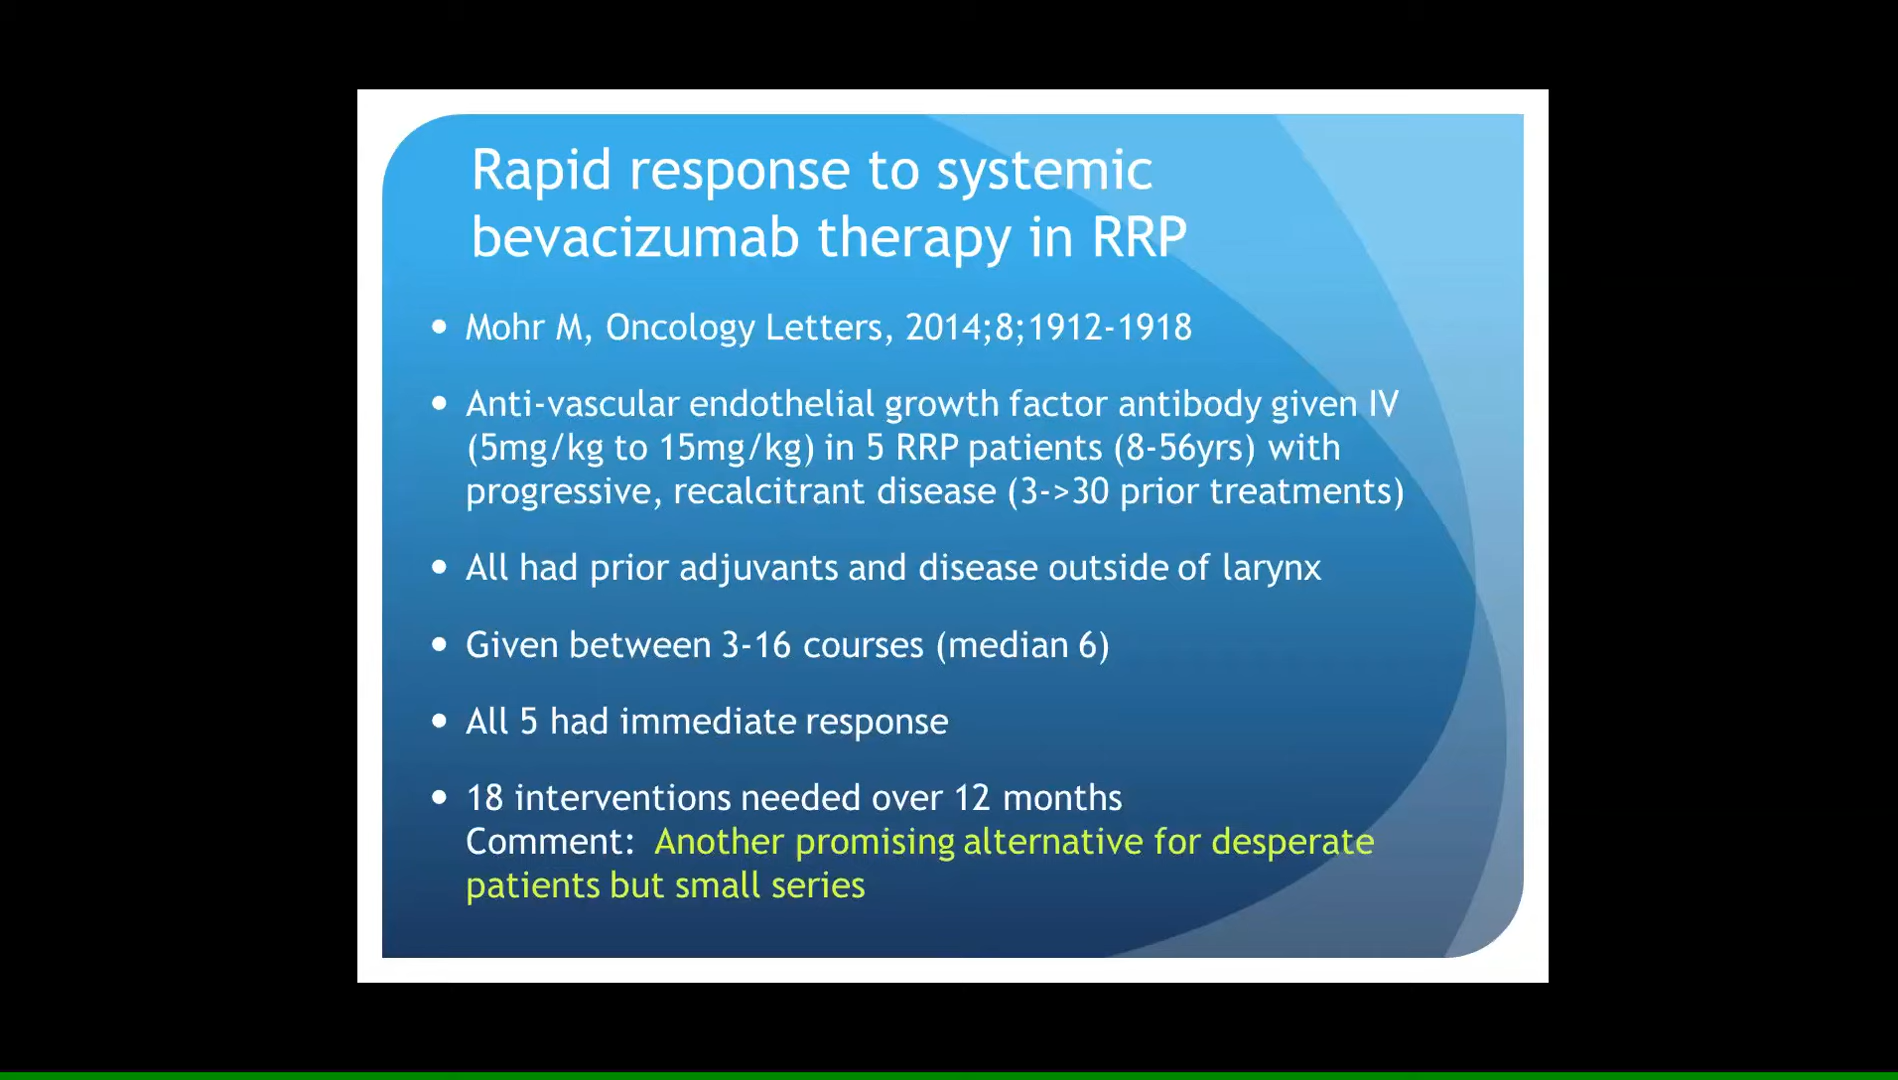 Rapid response to systemic
bevacizumab therapy in RRP
• Mohr M, Oncology Letters, 2014;8;1912-1918
• Anti-vascular endothelial growth factor antibody given IV
(5mg/kg to 15mg/kg) in 5 RRP patients (8-56yrs) with
progressive, recalcitrant disease (3->30 prior treatments)
• All had prior adjuvants and disease outside of larynx
• Given between 3-16 courses (median 6)
• All 5 had immediate response
• 18 interventions needed over 12 months
Comment: Another promising alternative for desperate
patients but small series